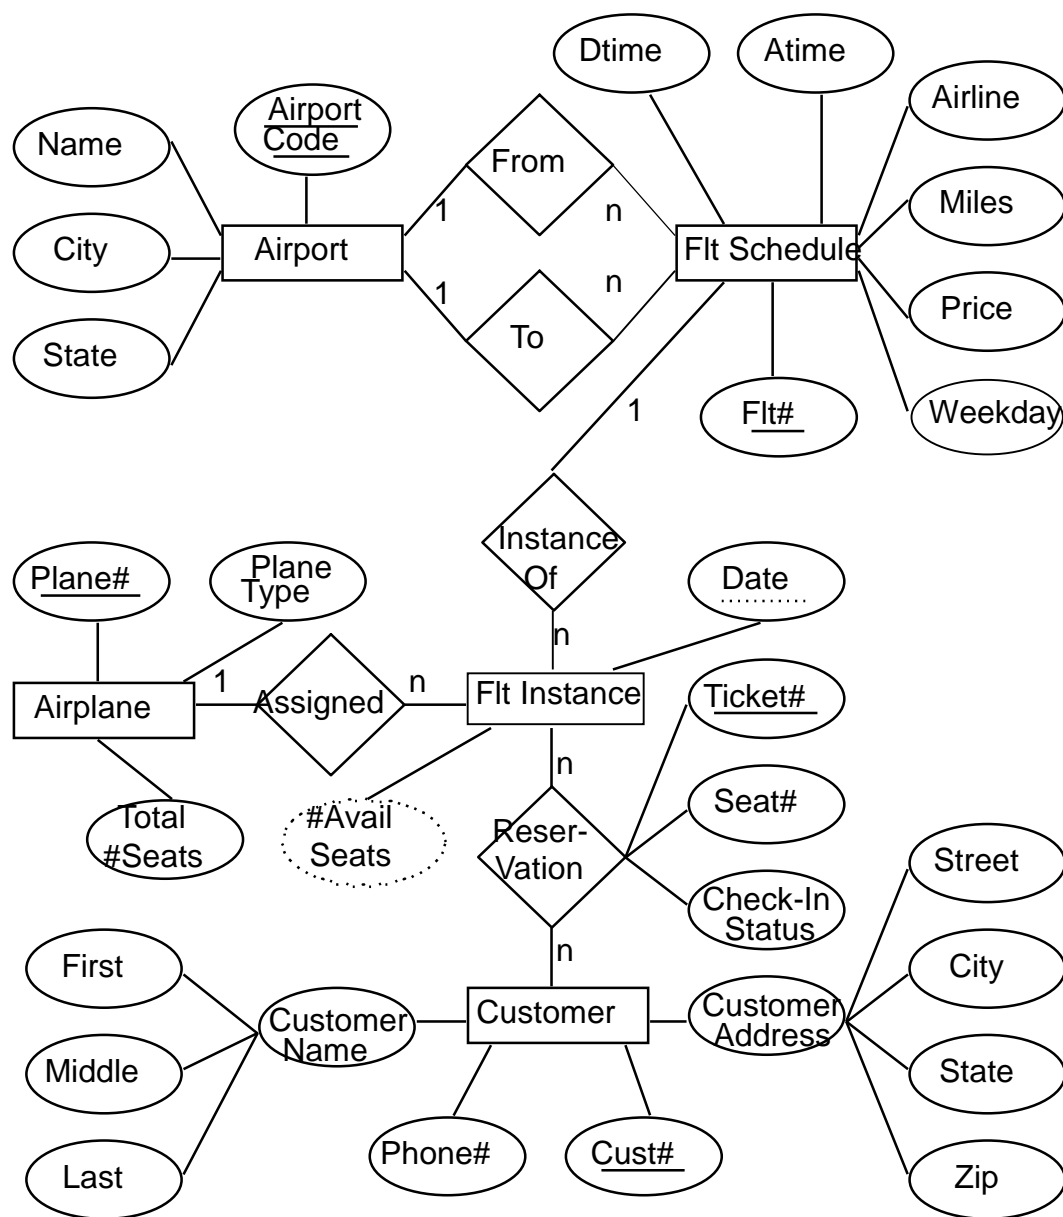 Dtime
Atime
Airline
Airport
Code
Name
From
Miles
1
n
City
Airport
Flt Schedule
1
n
Price
State
To
1
Flt#
Weekday
Instance
Of
Plane#
Plane
Type
Date
n
1
n
Flt Instance
Ticket#
Airplane
Assigned
n
Total
#Seats
#Avail
Seats
Reser-
Vation
Seat#
Street
Check-In
Status
n
First
City
Customer
Name
Customer
Customer
Address
Middle
State
Phone#
Cust#
Last
Zip